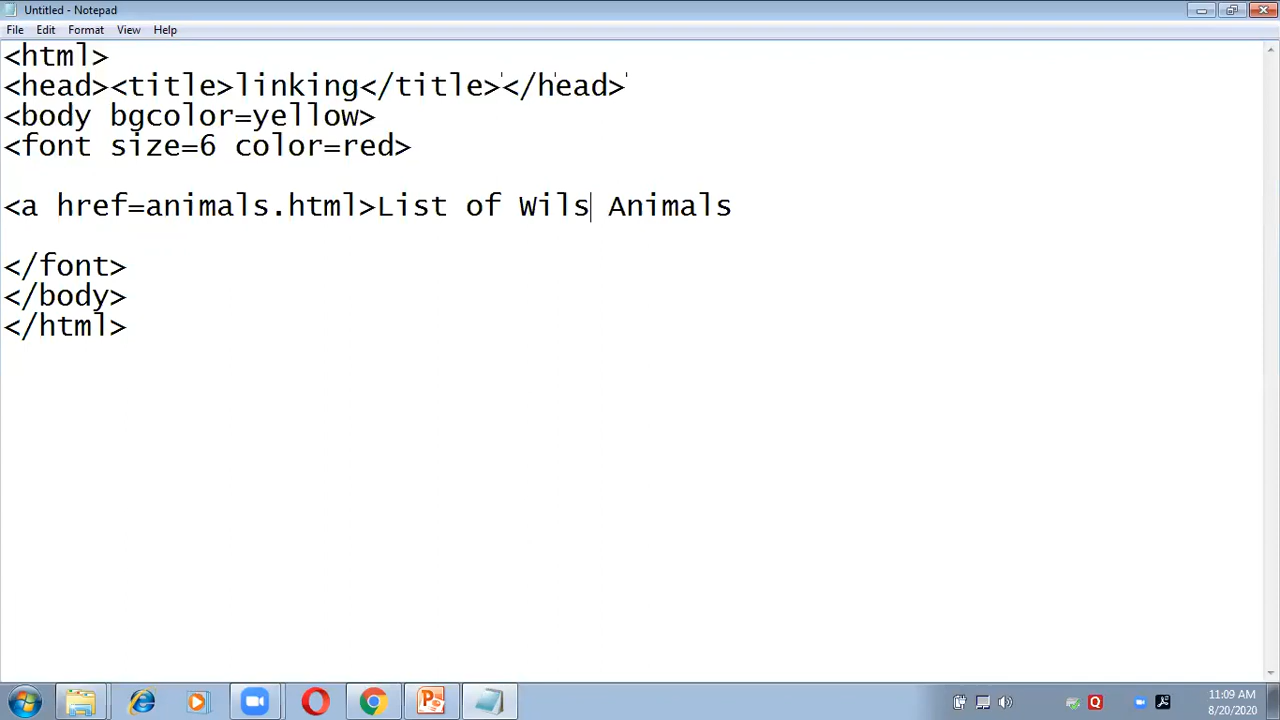 Untitled - Notepad
File Edit Format View Help
<html>
<head><title>linking</title></head>
<body bgcolor=yellow>
<font size=6 color=red>
<a href=animals.html>List of Wils Animals
</font>
</body>
</html>
11:09 AM
8/20/2020